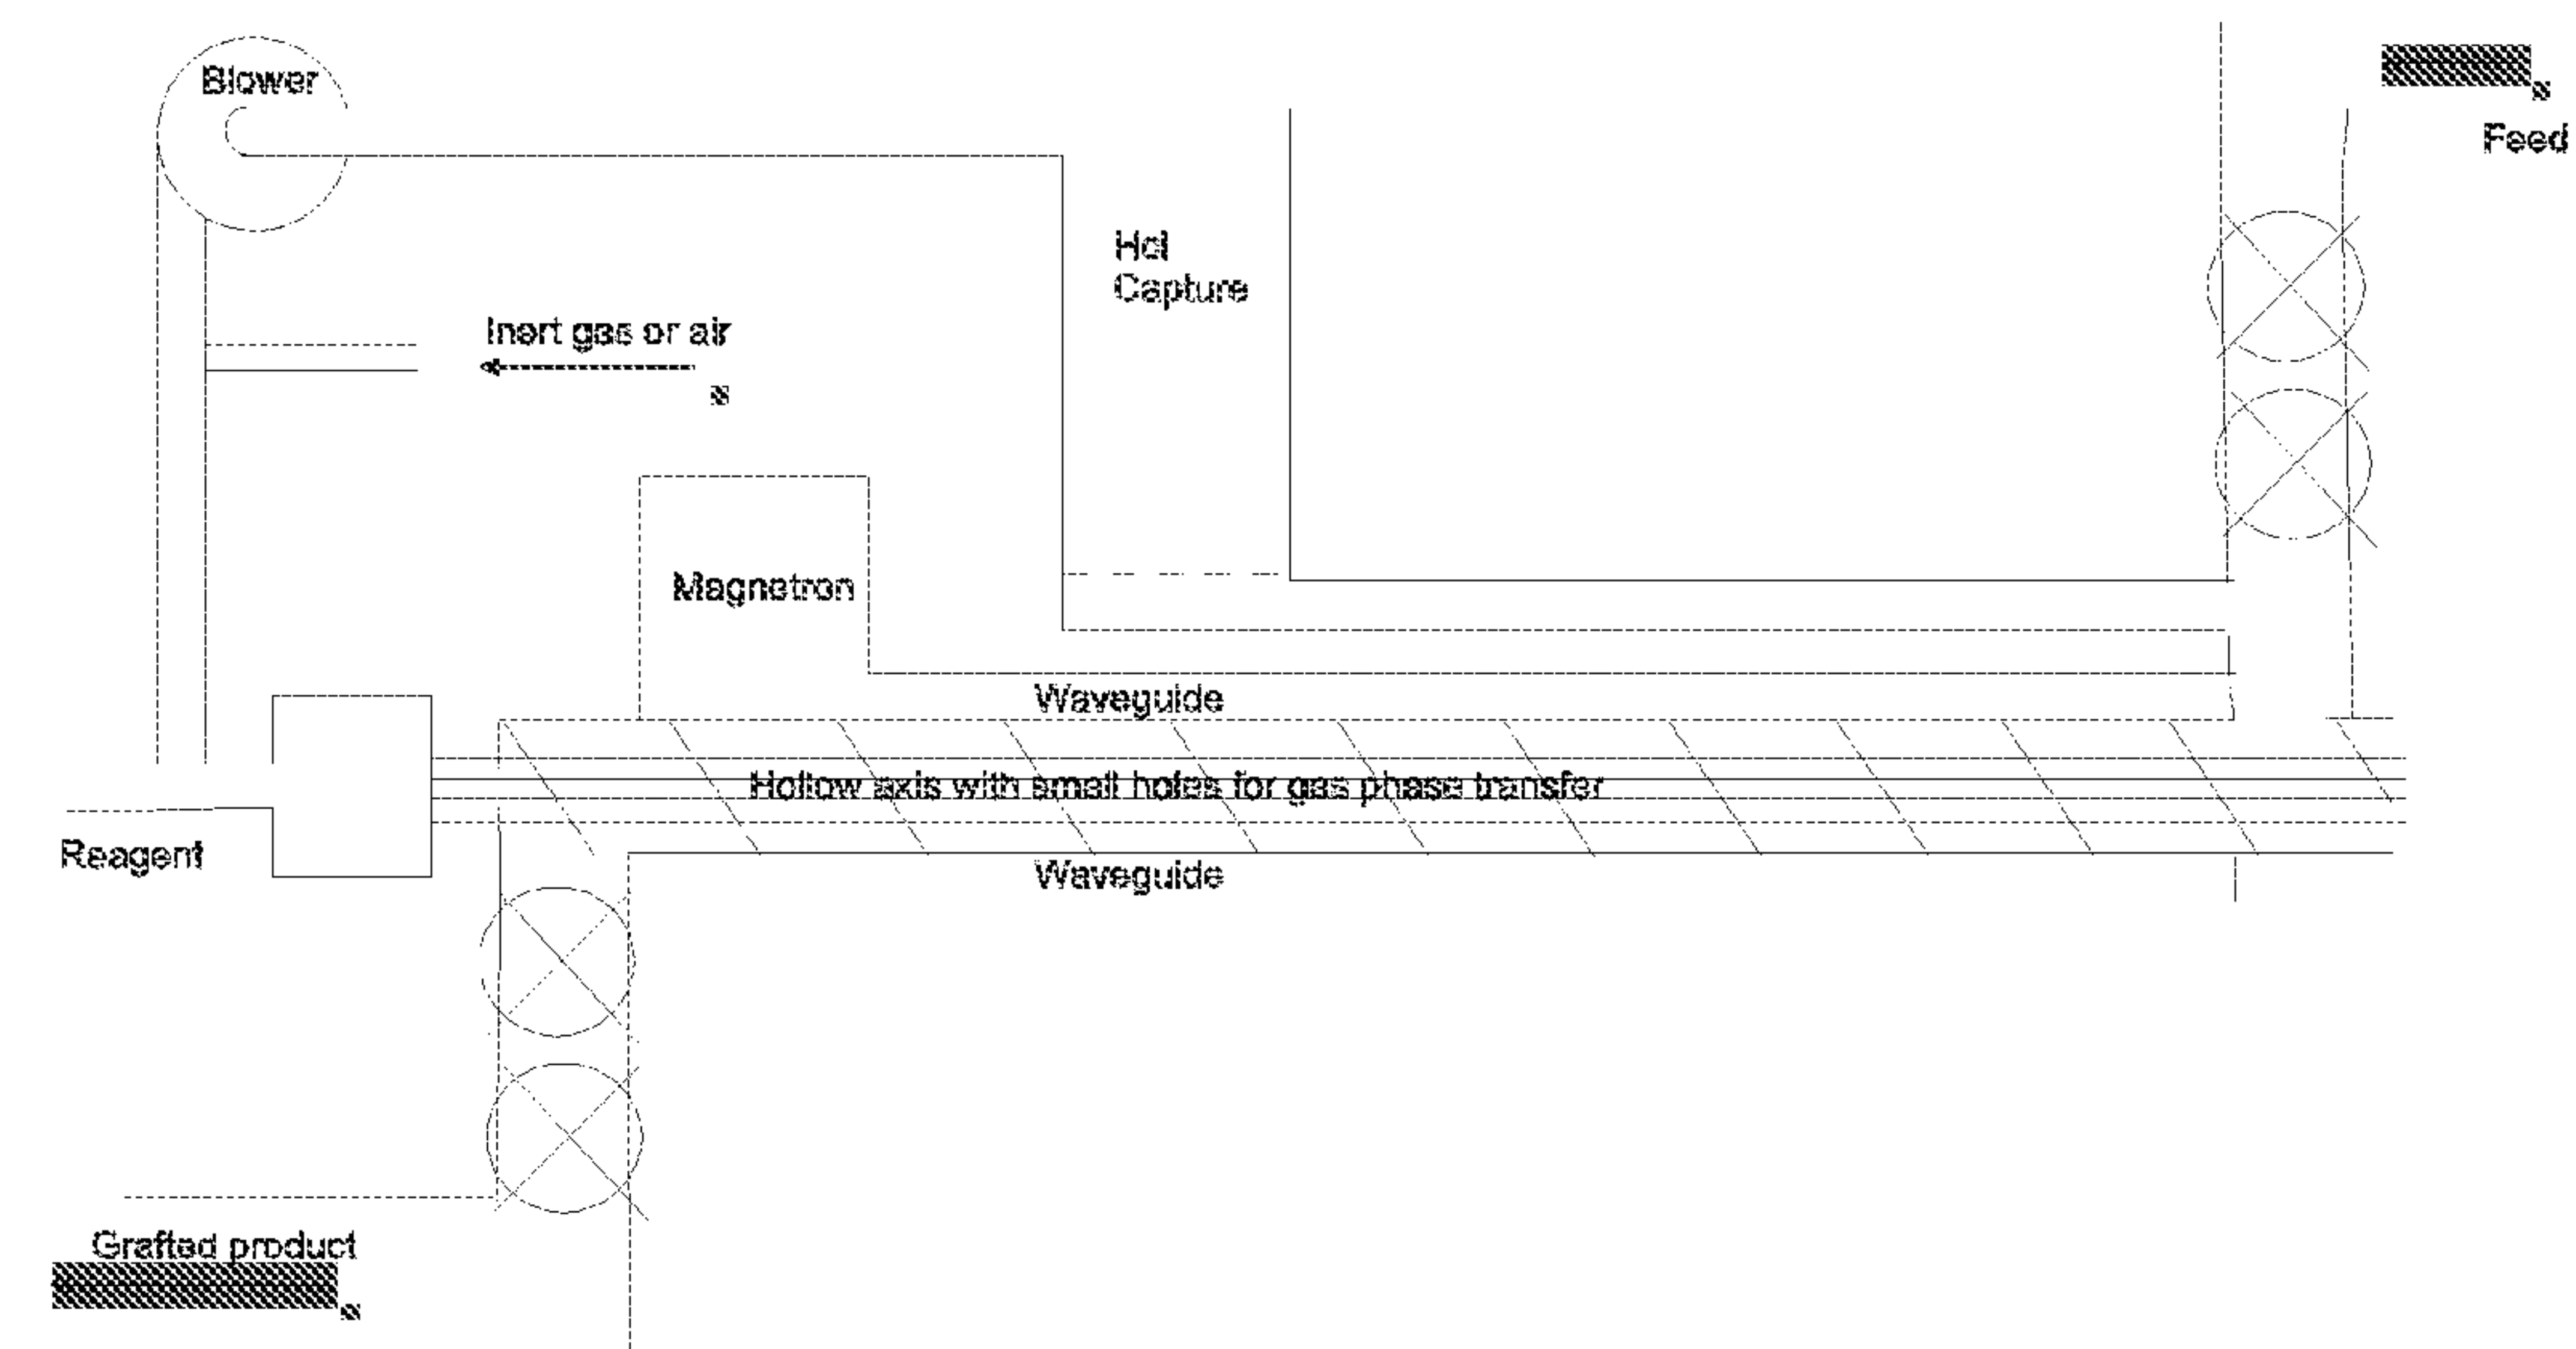 Blower
Feed
Hcl
Capture
Inert gas or air
Magnetron
Waveguide
Hollow axis with small holes for gas phase transfer
Reagent
Waveguide
Grafted product